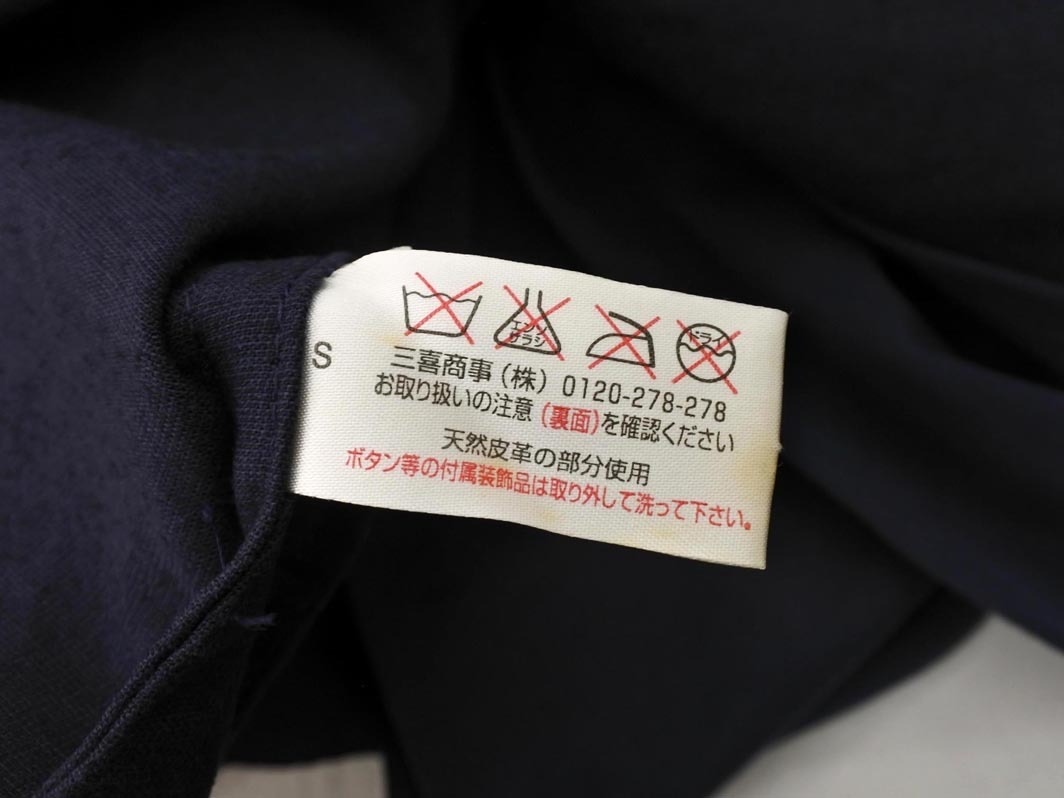 エンソ
サラシ
ドライ
S
三喜商事(株) 0120-278-278
お取り扱いの注意(裏面)を確認ください
天然皮革の部分使用
ボタン等の付属装飾品は取り外して洗って下さい。